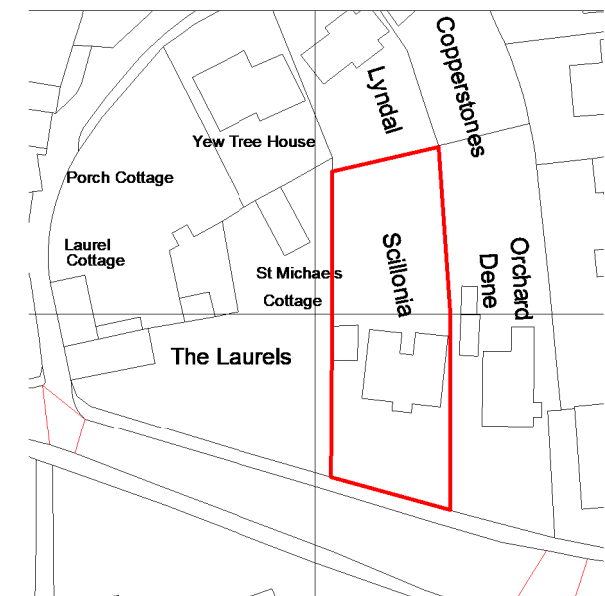 Copperstones
Lyndal
Yew Tree House
Porch Cottage
Laurel
Cottage
St Michaels
Cottage
Scillonia
Orchard
Dene
The Laurels